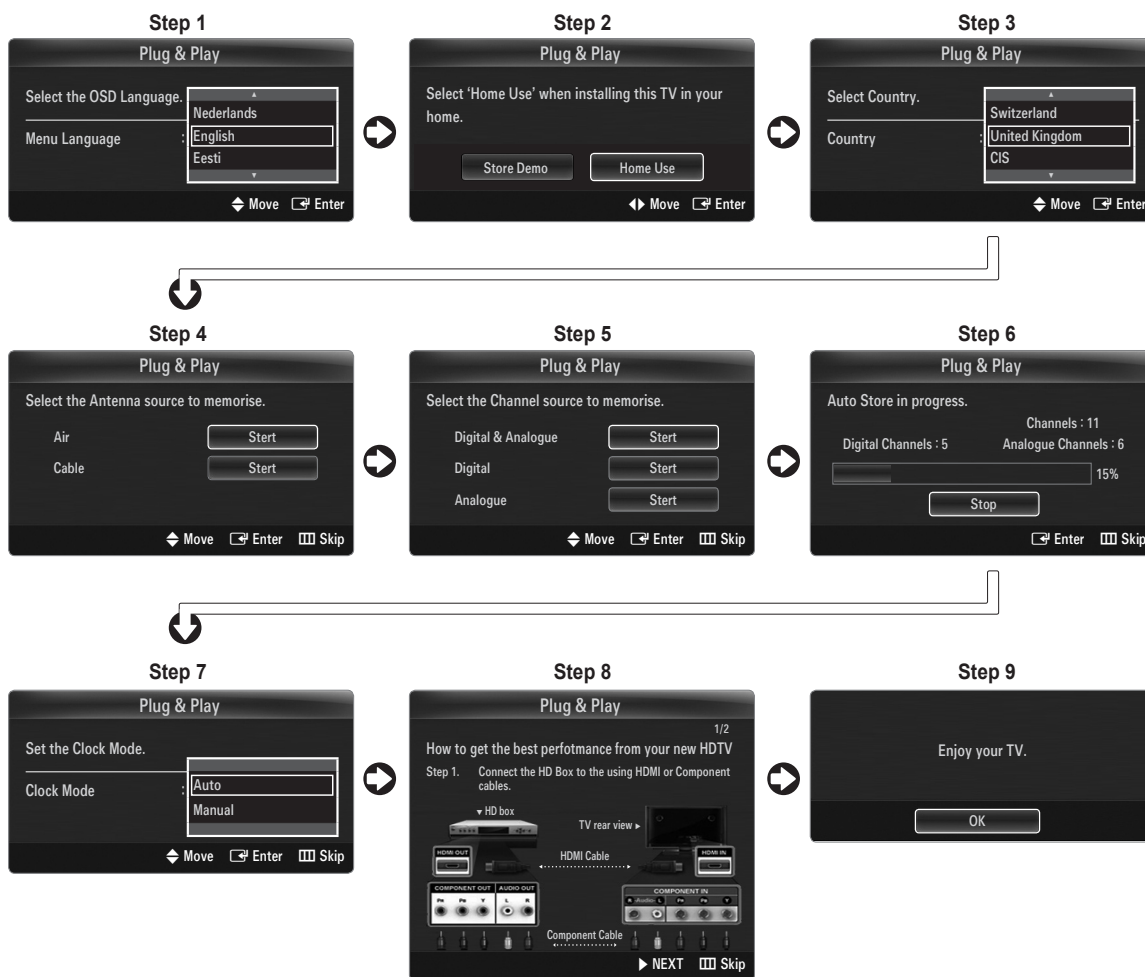 Step 1
Plug & Play
Select the OSD Language.
Menu Language :
▲
Nederlands
English
Eesti
▼
Move Enter
Step 2
Plug & Play
Select ‘Home Use’ when installing this TV in your
home.
Store Demo Home Use
Move Enter
Step 3
Plug & Play
Select Country.
Country :
▲
Switzerland
United Kingdom
CIS
▼
Move Enter
Step 4
Plug & Play
Select the Antenna source to memorise.
Air Start
Cable Start
Move Enter Skip
Step 5
Plug & Play
Select the Channel source to memorise.
Digital & Analogue Start
Digital Start
Analogue Start
Move Enter Skip
Step 6
Plug & Play
Auto Store in progress.
Channels : 11
Digital Channels : 5 Analogue Channels : 6
15%
Stop
Enter Skip
Step 7
Plug & Play
Set the Clock Mode.
Clock Mode :
Auto
Manual
Move Enter Skip
Step 8
Plug & Play
1/2
How to get the best perfotmance from your new HDTV
Step 1. Connect the HD Box to the using HDMI or Component
cables.
▼ HD box
TV rear view ►
HDMI OUT HDMI Cable HDMI IN
COMPONENT OUT AUDIO OUT
PR PB Y L R
COMPONENT IN
R -Audio- L PR PB Y
Component Cable
► NEXT Skip
Step 9
Enjoy your TV.
OK